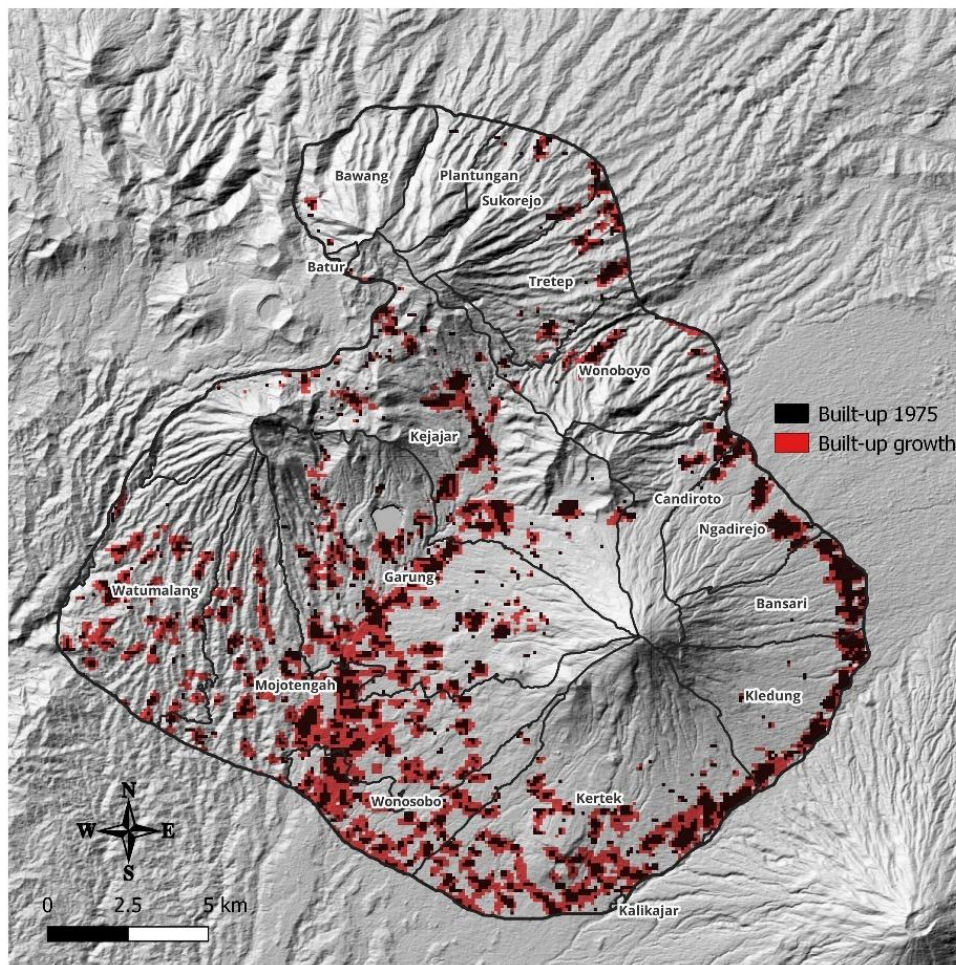 Bawang
Plantungan
Sukorejo
Batur
Tretep
Wonoboyo
Built-up 1975
Built-up growth
Kejajar
Candiroto
Ngadirejo
Garung
Watumalang
Bansari
Mojotengah
Kledung
N
W E
S
Wonosobo
Kertek
0 2.5 5 km
Kalikajar